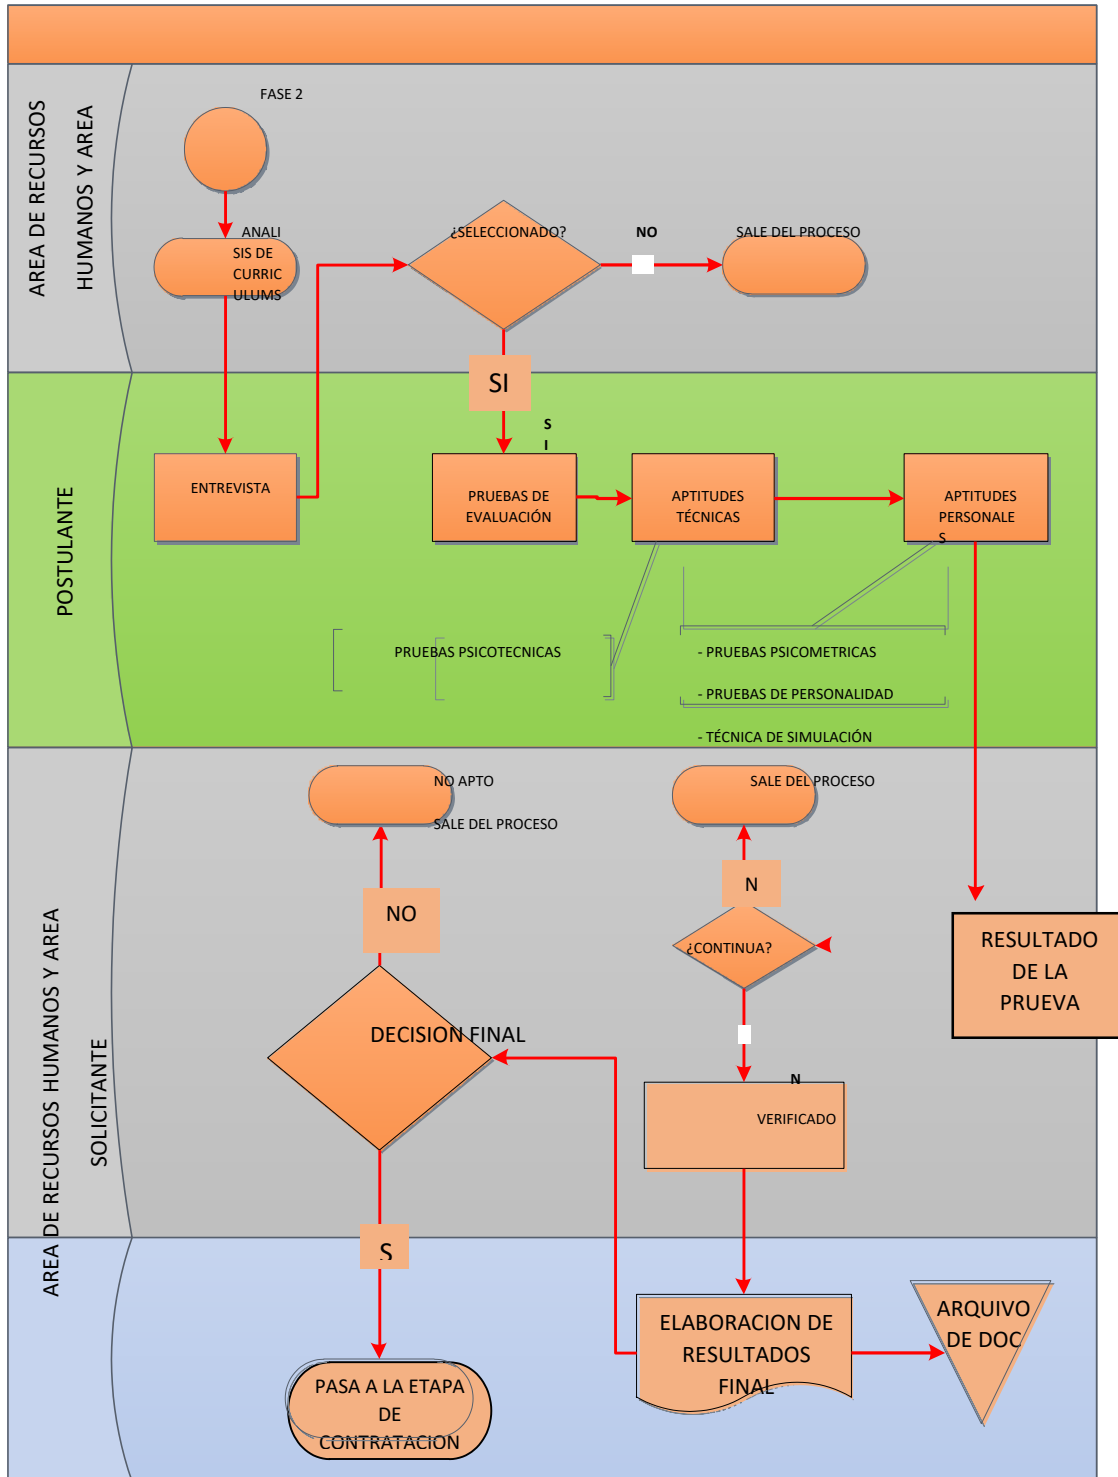 AREA DE RECURSOS
HUMANOS Y AREA
FASE 2
ANALI
SIS DE
CURRIC
ULUMS
¿SELECCIONADO?
NO
SALE DEL PROCESO
SI
S
I
POSTULANTE
ENTREVISTA
PRUEBAS DE
EVALUACIÓN
APTITUDES
TÉCNICAS
APTITUDES
PERSONALE
S
PRUEBAS PSICOTECNICAS
- PRUEBAS PSICOMETRICAS
- PRUEBAS DE PERSONALIDAD
- TÉCNICA DE SIMULACIÓN
AREA DE RECURSOS HUMANOS Y AREA
SOLICITANTE
NO APTO
SALE DEL PROCESO
SALE DEL PROCESO
NO
N
¿CONTINUA?
RESULTADO
DE LA
PRUEVA
DECISION FINAL
N
VERIFICADO
S
ELABORACION DE
RESULTADOS
FINAL
ARQUIVO
DE DOC
PASA A LA ETAPA
DE
CONTRATACION